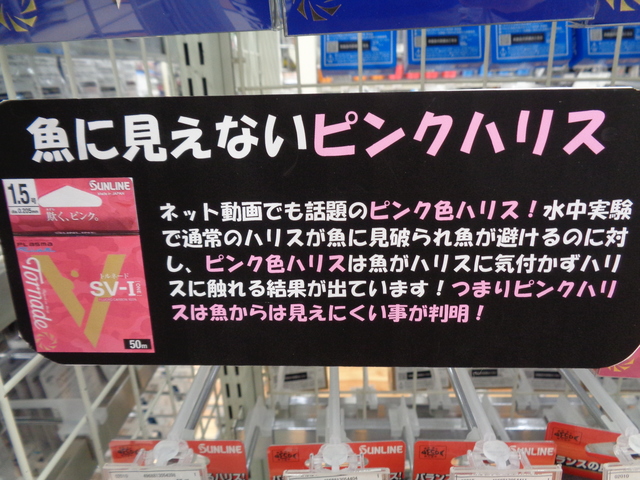 魚に見えないピンクハリス
ネット動画でも話題のピンク色ハリス！水中実験
で通常のハリスが魚に見破られ魚が避けるのに対
し、ピンク色ハリスは魚がハリスに気付かずハリ
スに触れる結果が出ています！つまりピンクハリ
スは魚からは見えにくい事が判明！
1.5号
SUNLINE
欺く、ピンク。
Tornado
トルネード
SV-I
50m
SUNLINE
SUNLINE
SUNLINE